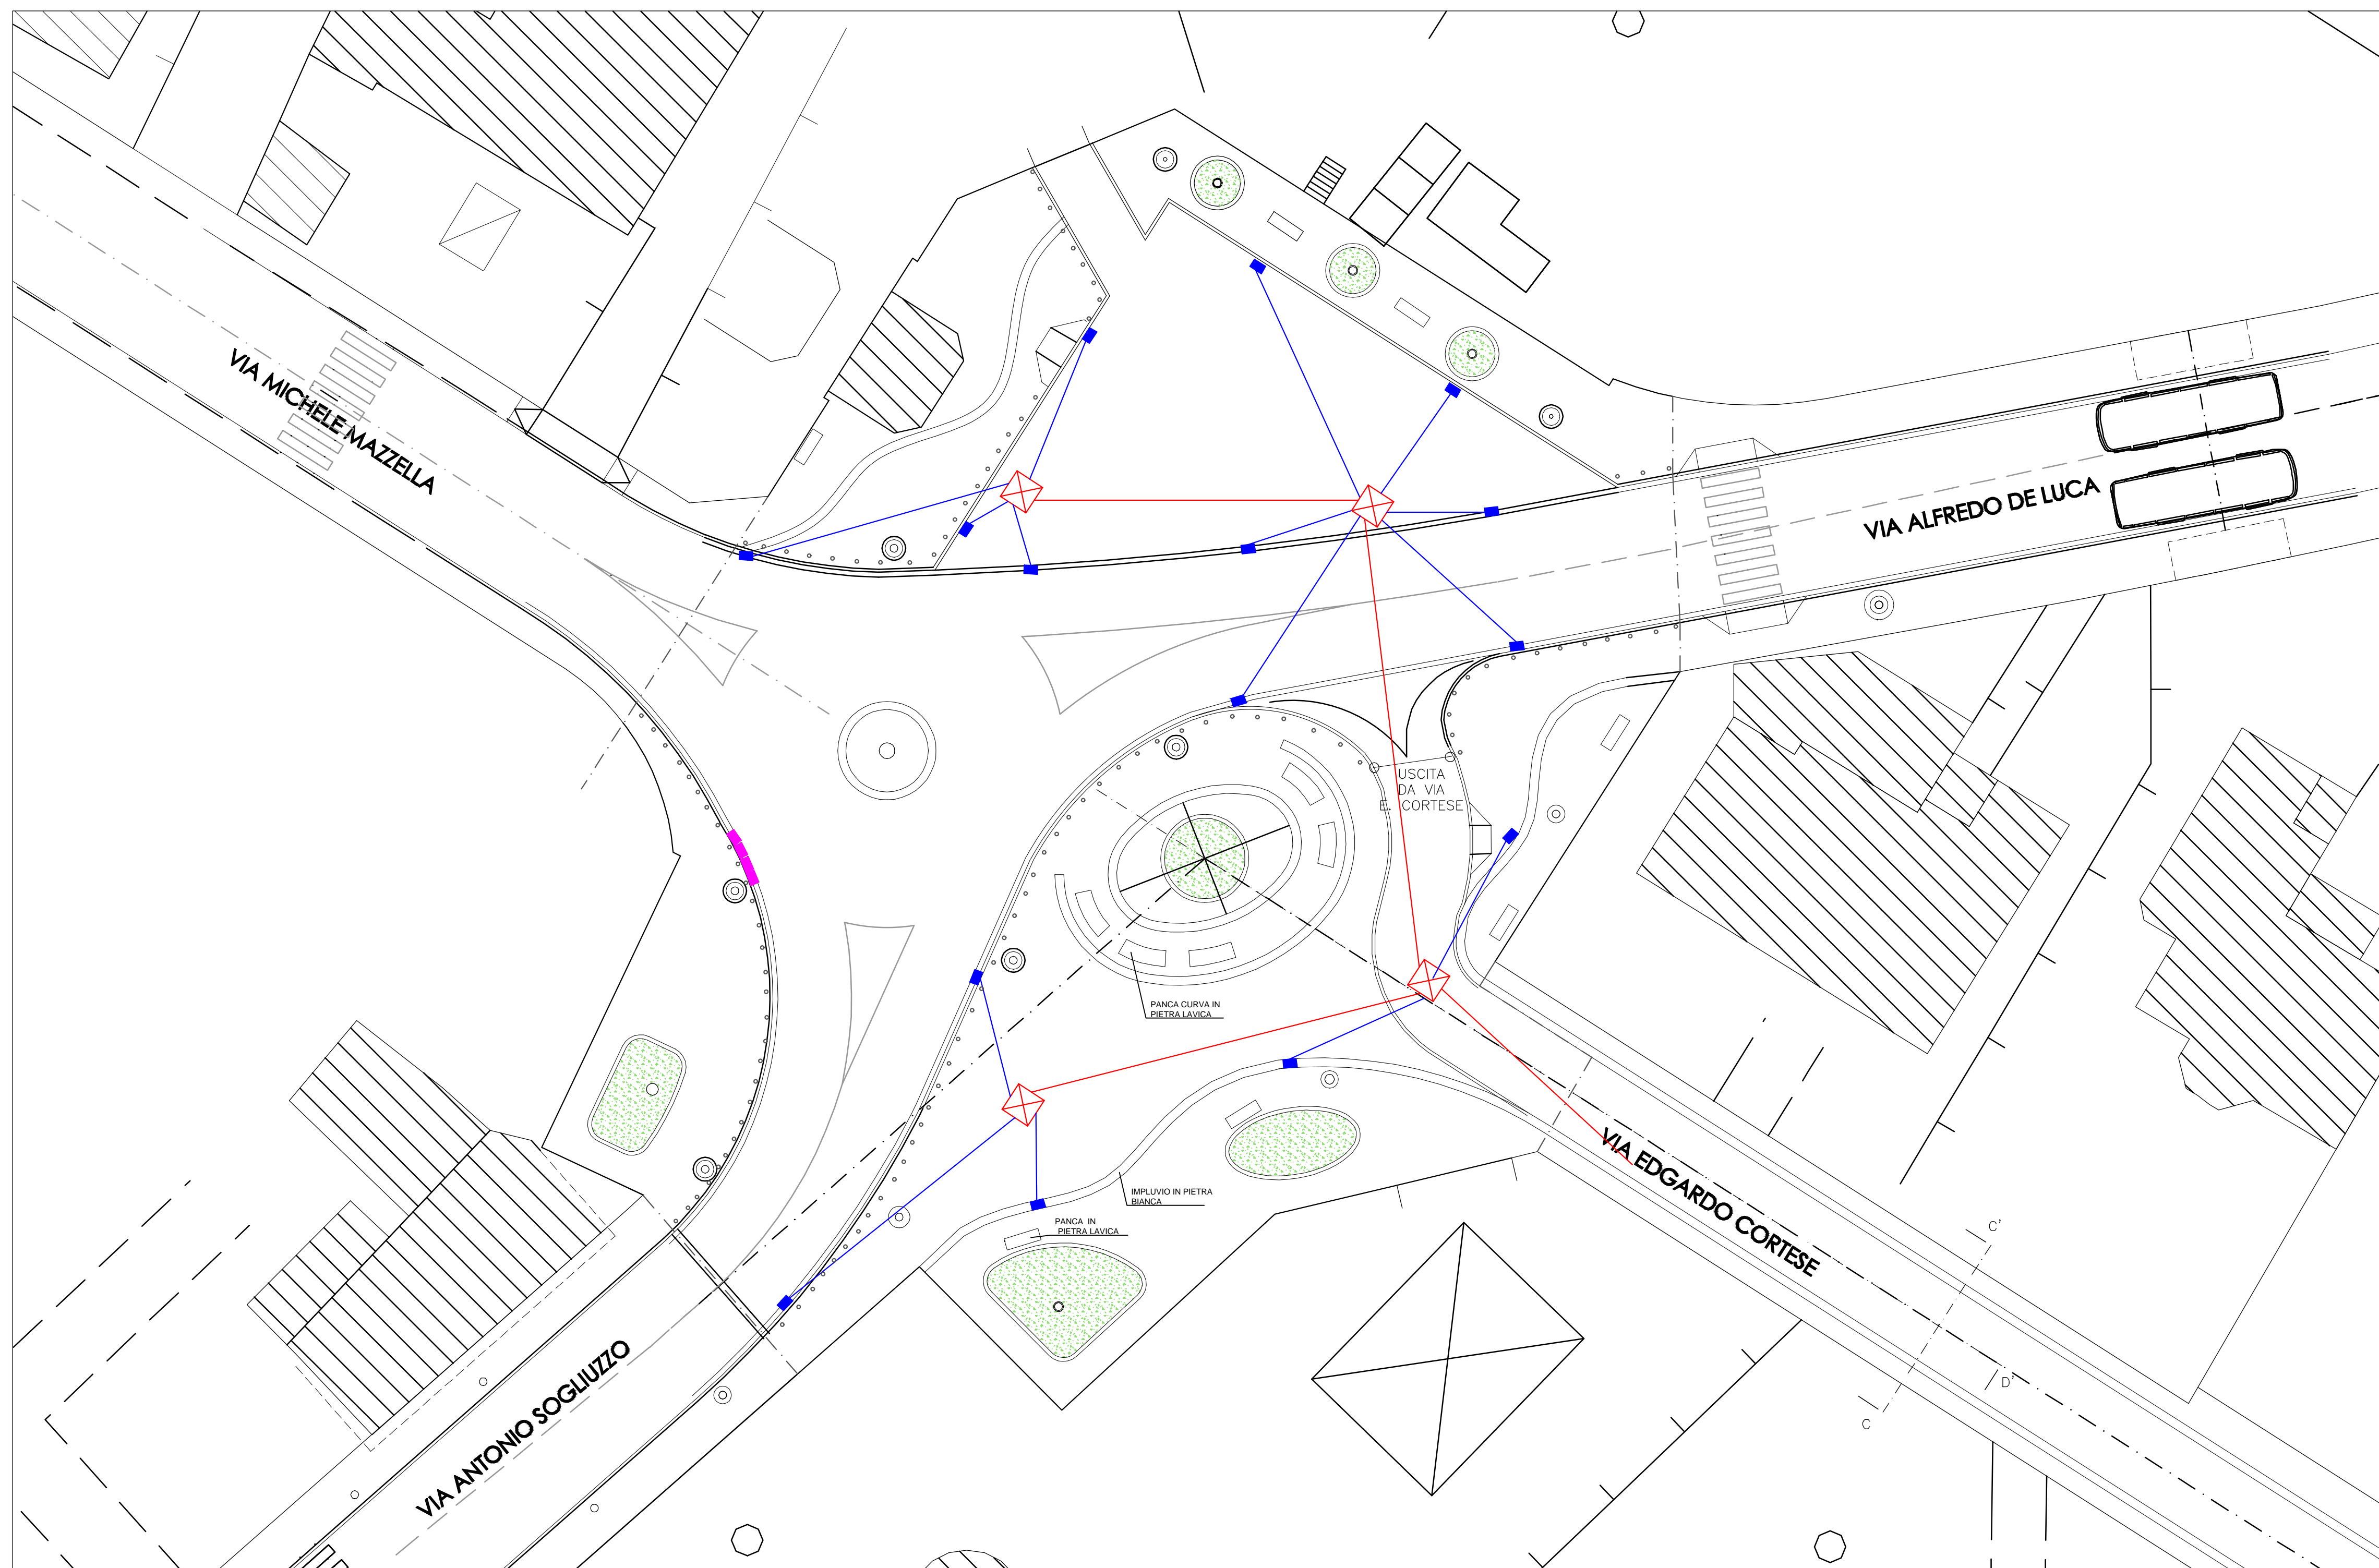 VIA MICHELE MAZZELLA
VIA ALFREDO DE LUCA
USCITA
DA VIA
E. CORTESE
PANCA CURVA IN
PIETRA LAVICA
IMPLUVIO IN PIETRA
BIANCA
PANCA IN
PIETRA LAVICA
VIA EDGARDO CORTESE
C'
D'
C
VIA ANTONIO SOGLIUZZO